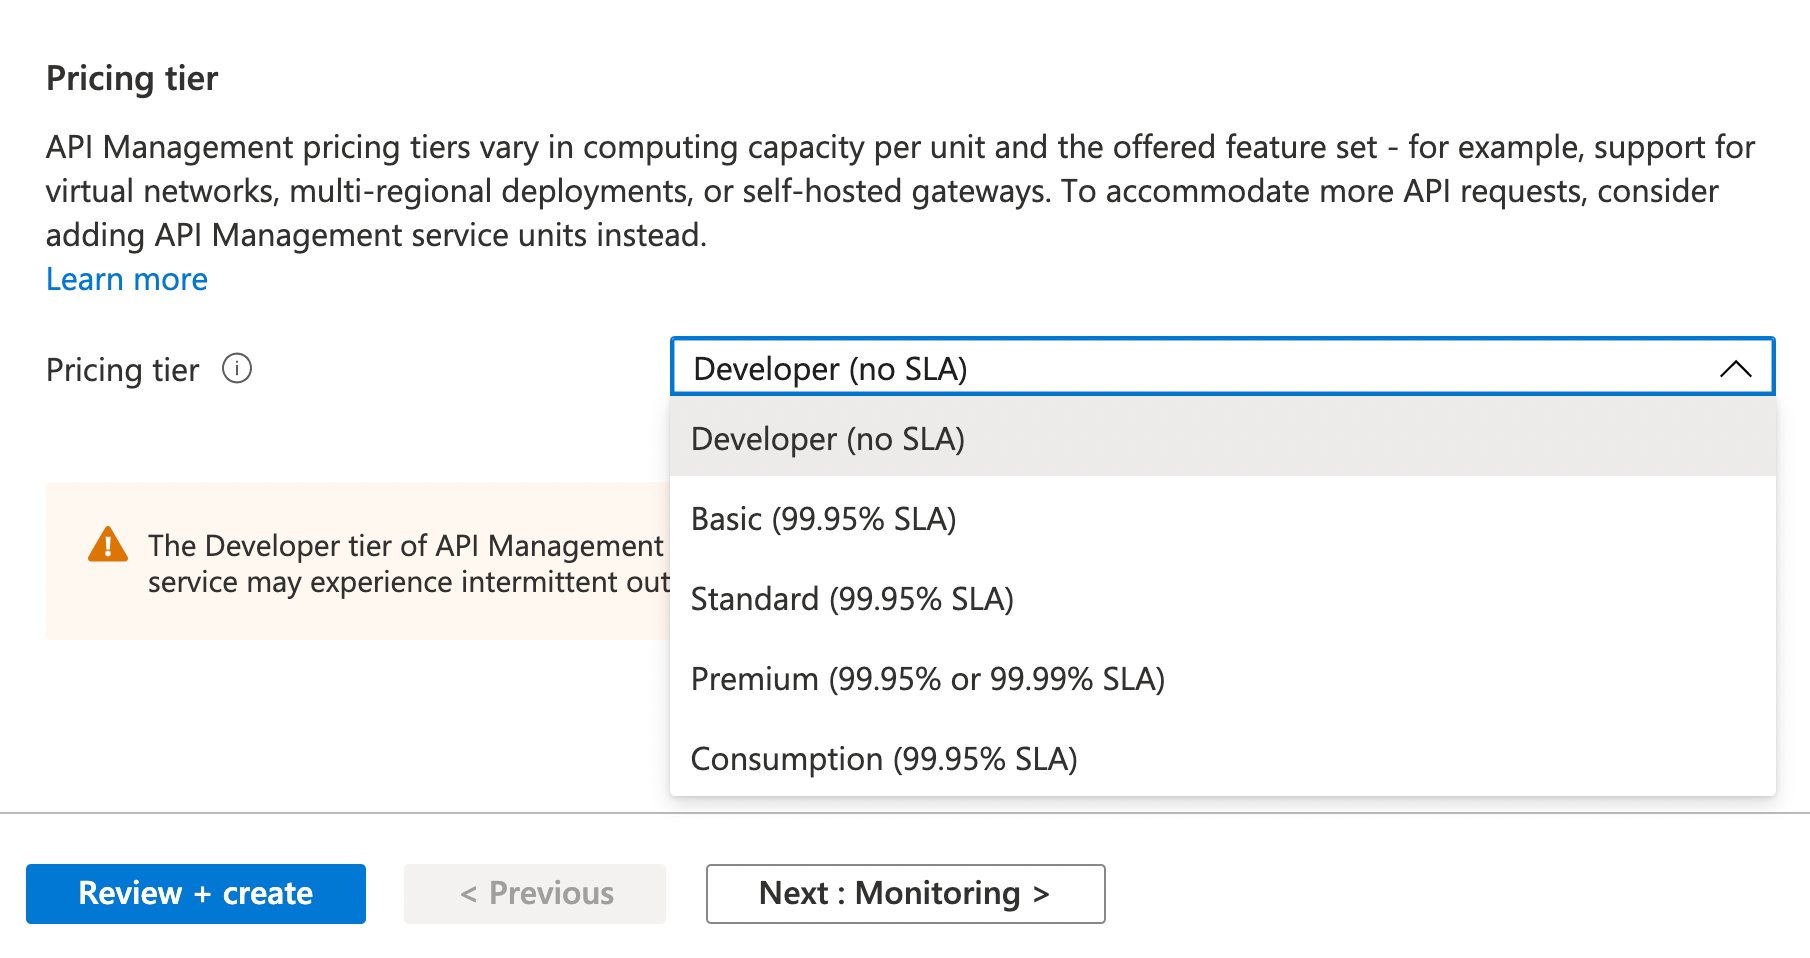 Pricing tier
API Management pricing tiers vary in computing capacity per unit and the offered feature set - for example, support for
virtual networks, multi-regional deployments, or self-hosted gateways. To accommodate more API requests, consider
adding API Management service units instead.
Learn more
Pricing tier
Developer (no SLA)
Developer (no SLA)
Basic (99.95% SLA)
Standard (99.95% SLA)
Premium (99.95% or 99.99% SLA)
Consumption (99.95% SLA)
The Developer tier of API Management
service may experience intermittent out
Review + create
< Previous
Next : Monitoring >